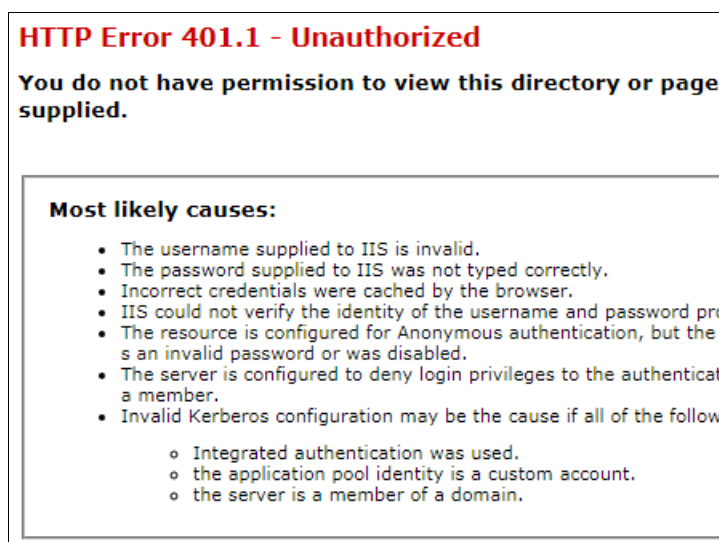 HTTP Error 401.1 - Unauthorized
You do not have permission to view this directory or page
supplied.
Most likely causes:
The username supplied to IIS is invalid.
The password supplied to IIS was not typed correctly.
Incorrect credentials were cached by the browser.
IIS could not verify the identity of the username and password pro
The resource is configured for Anonymous authentication, but the
s an invalid password or was disabled.
The server is configured to deny login privileges to the authenticat
a member.
Invalid Kerberos configuration may be the cause if all of the follow
Integrated authentication was used.
the application pool identity is a custom account.
the server is a member of a domain.